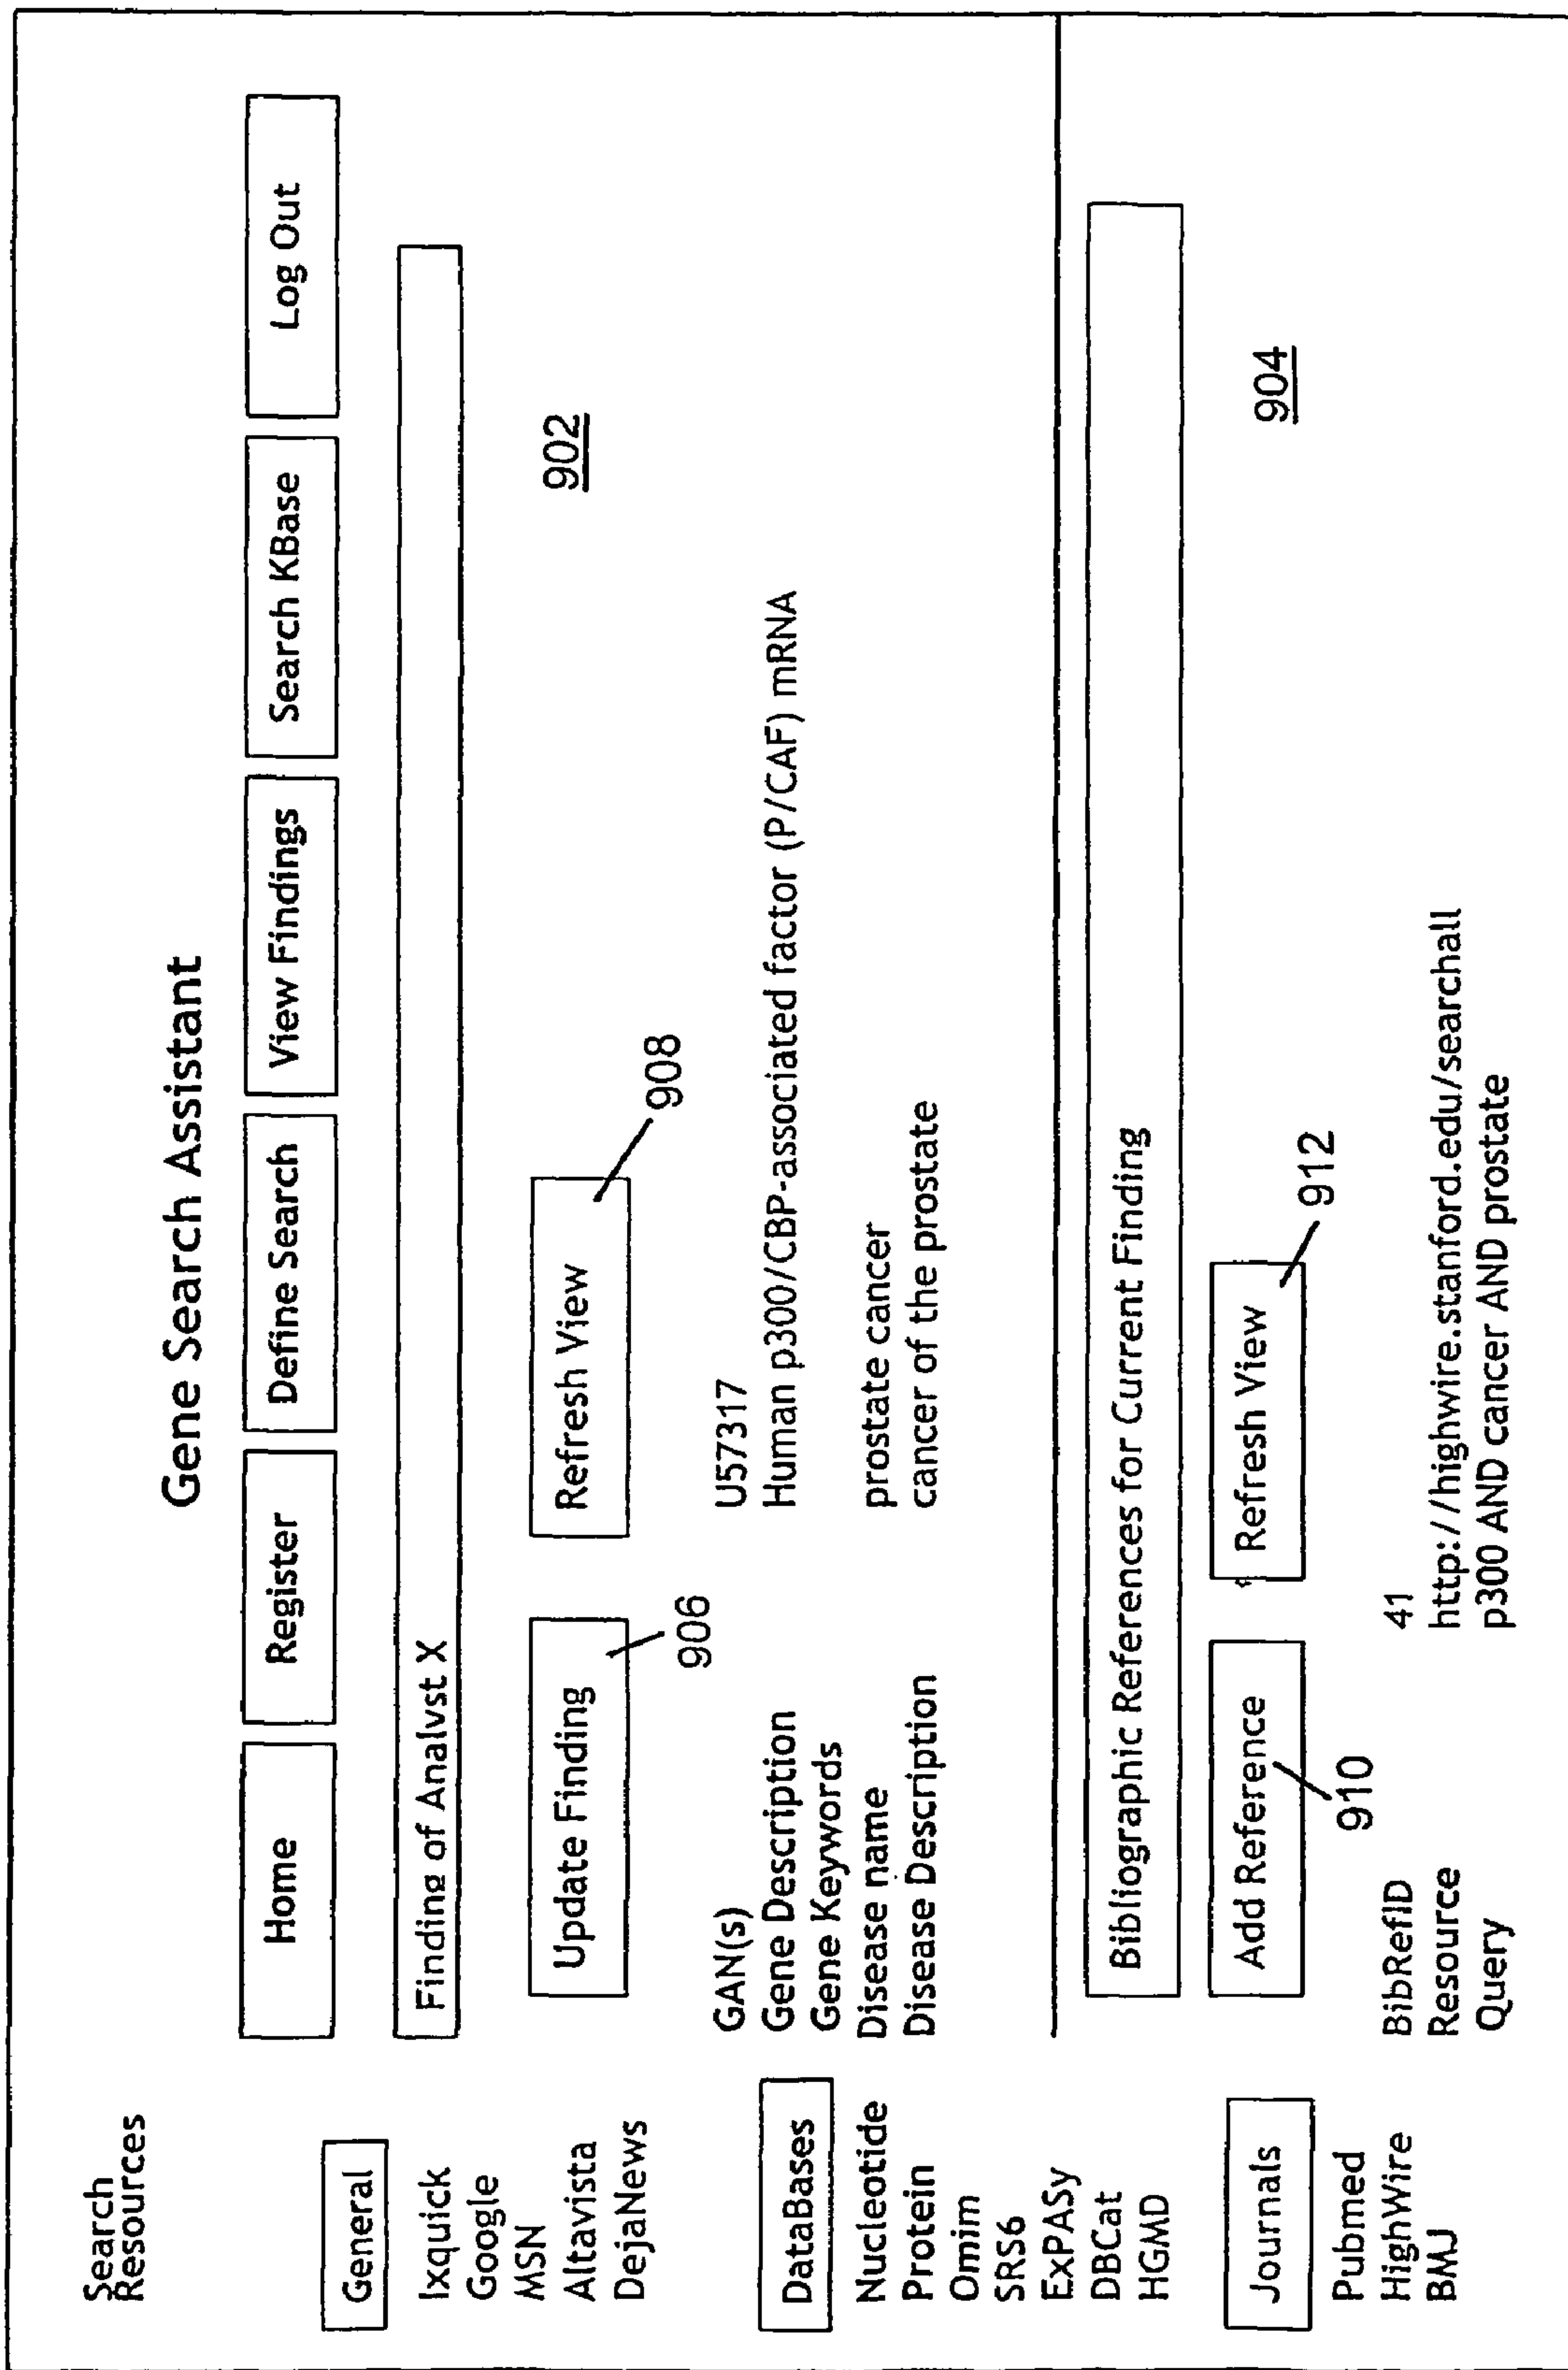 Gene Search Assistant
Search
Resources
Home
Register
Define Search
View Findings
Search KBase
Log Out
General
Ixquick
Google
MSN
Altavista
DejaNews
DataBases
Nucleotide
Protein
Omim
SRS6
ExPASy
DBCat
HGMD
Journals
Pubmed
HighWire
BMJ
Finding of Analyst X
Update Finding
906
Refresh View
908
902
GAN(s) U57317
Gene Description Human p300/CBP-associated factor (P/CAF) mRNA
Gene Keywords
Disease name prostate cancer
Disease Description cancer of the prostate
Bibliographic References for Current Finding
Add Reference
910
Refresh View
912
904
BibRefID 41
Resource http://highwire.stanford.edu/searchall
Query p300 AND cancer AND prostate